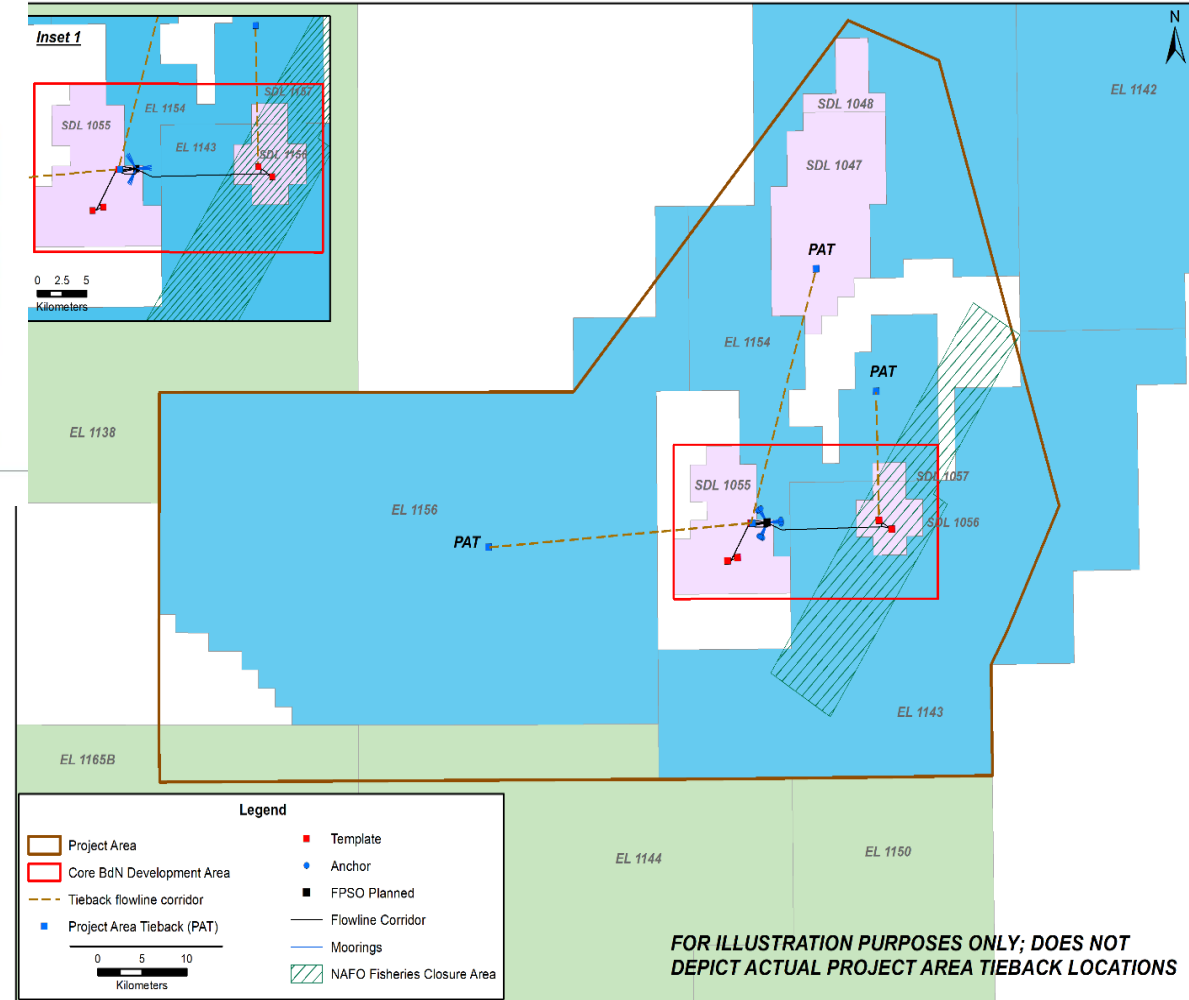 Inset 1
SDL 1157
EL 1154
SDL 1055
EL 1143
SDL 1156
0 2.5 5
Kilometers
N
EL 1142
SDL 1048
SDL 1047
PAT
EL 1154
PAT
EL 1138
SDL 1055
SDL 1057
EL 1156
SDL 1056
PAT
EL 1143
EL 1165B
EL 1144
EL 1150
Legend
Project Area
Core BdN Development Area
Tieback flowline corridor
Project Area Tieback (PAT)
0 5 10
Kilometers
Template
Anchor
FPSO Planned
Flowline Corridor
Moorings
NAFO Fisheries Closure Area
FOR ILLUSTRATION PURPOSES ONLY; DOES NOT
DEPICT ACTUAL PROJECT AREA TIEBACK LOCATIONS